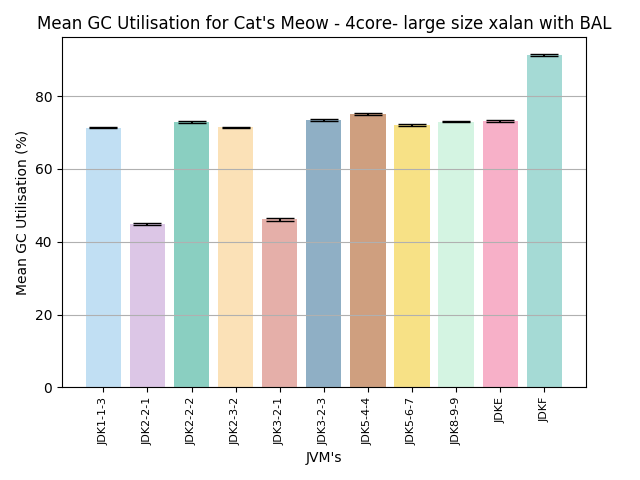 Mean GC Utilisation for Cat's Meow - 4core- large size xalan with BAL
Mean GC Utilisation (%)
80
60
40
20
0
JDK1-1-3
JDK2-2-1
JDK2-2-2
JDK2-3-2
JDK3-2-1
JDK3-2-3
JDK5-4-4
JDK5-6-7
JDK8-9-9
JDKE
JDKF
JVM's